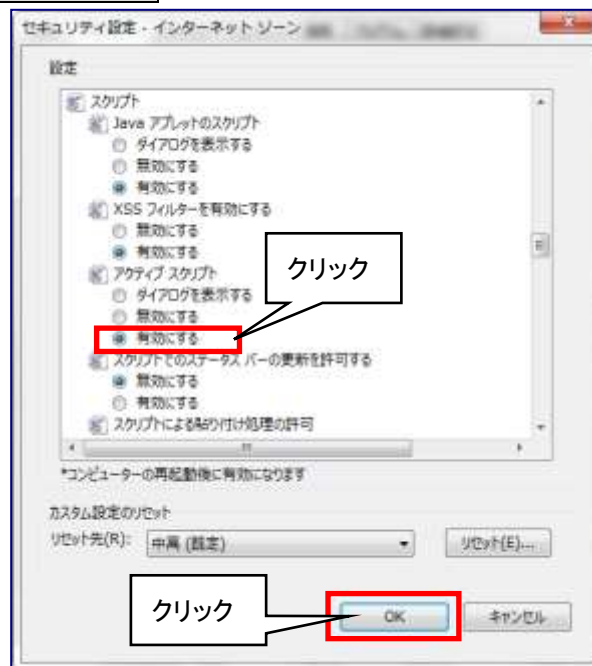 セキュリティ設定 - インターネット ゾーン
設定
スクリプト
Java アプレットのスクリプト
ダイアログを表示する
無効にする
有効にする
XSS フィルターを有効にする
無効にする
有効にする
アクティブ スクリプト
ダイアログを表示する
無効にする
有効にする
スクリプトでのステータス バーの更新を許可する
無効にする
有効にする
スクリプトによる貼り付け処理の許可
クリック
*コンピューターの再起動後に有効になります
カスタム設定のリセット
リセット先(R):
中高 (既定)
リセット(E)...
クリック
OK
キャンセル